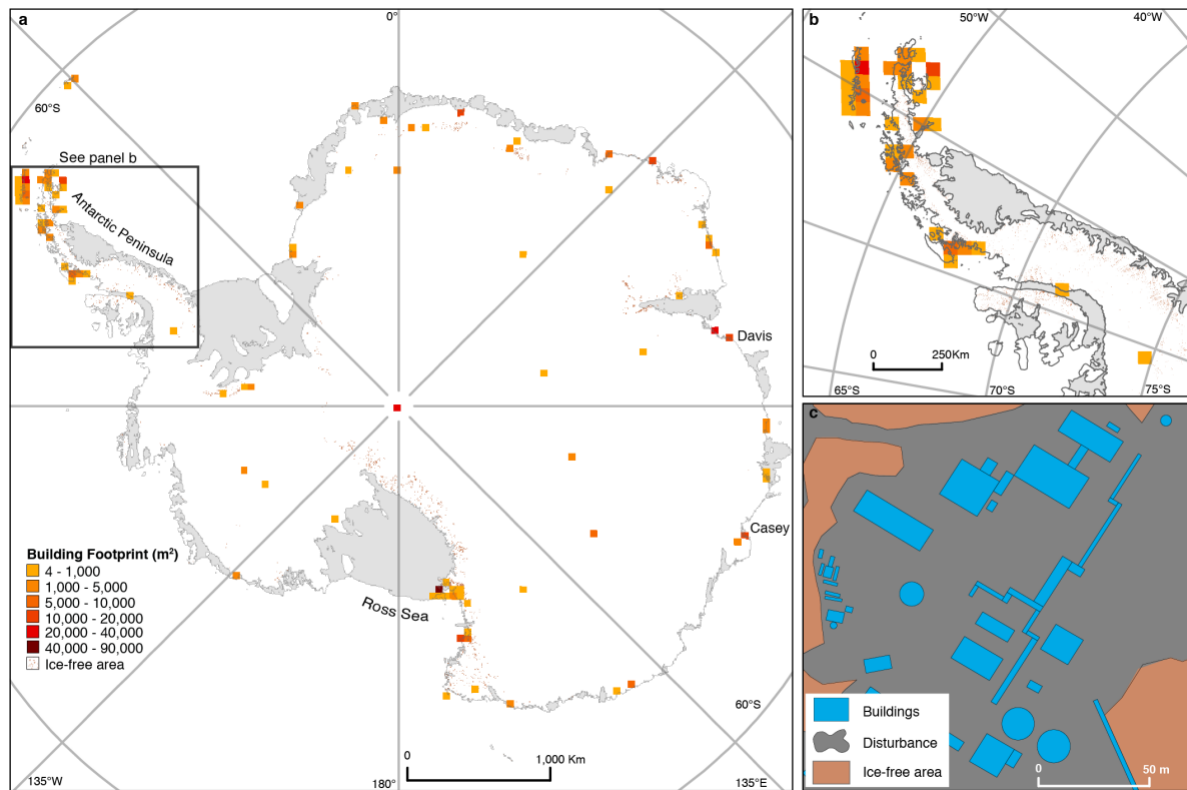 a
0°
60°S
See panel b
Antarctic Peninsula
Davis
Casey
Building Footprint (m²)
4 - 1,000
1,000 - 5,000
5,000 - 10,000
10,000 - 20,000
20,000 - 40,000
40,000 - 90,000
Ice-free area
Ross Sea
60°S
0
1,000 Km
135°W
180°
135°E
b
50°W
40°W
0
250Km
65°S
70°S
75°S
c
Buildings
Disturbance
Ice-free area
0
50 m